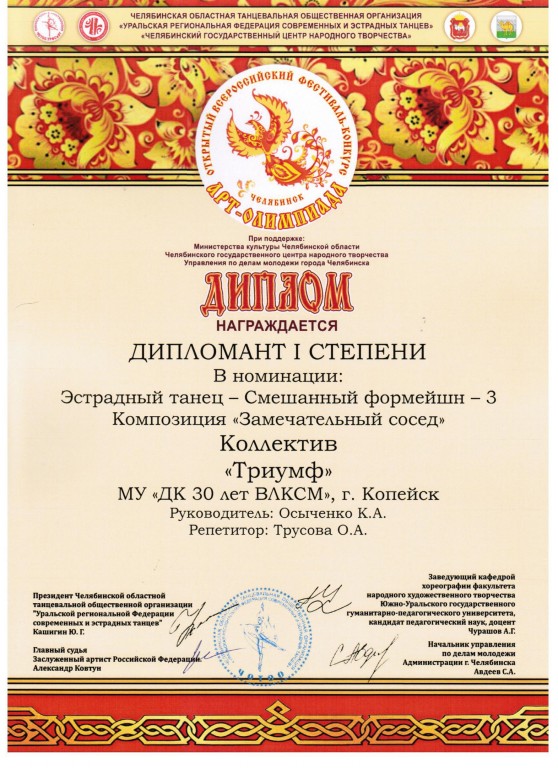 ЧЕЛЯБИНСКАЯ ОБЛАСТНАЯ ТАНЦЕВАЛЬНАЯ ОБЩЕСТВЕННАЯ ОРГАНИЗАЦИЯ
"УРАЛЬСКАЯ РЕГИОНАЛЬНАЯ ФЕДЕРАЦИЯ СОВРЕМЕННЫХ И ЭСТРАДНЫХ ТАНЦЕВ"
"ЧЕЛЯБИНСКИЙ ГОСУДАРСТВЕННЫЙ ЦЕНТР НАРОДНОГО ТВОРЧЕСТВА"
ОТКРЫТЫЙ ВСЕРОССИЙСКИЙ ФЕСТИВАЛЬ-КОНКУРС
ЧЕЛЯБИНСК
АРТ-ОЛИМПИАДА
При поддержке:
Министерства культуры Челябинской области
Челябинского государственного центра народного творчества
Управления по делам молодежи города Челябинска
ДИПЛОМ
НАГРАЖДАЕТСЯ
ДИПЛОМАНТ I СТЕПЕНИ
В номинации:
Эстрадный танец – Смешанный формейшн – 3
Композиция «Замечательный сосед»
Коллектив
«Триумф»
МУ «ДК 30 лет ВЛКСМ», г. Копейск
Руководитель: Осыченко К.А.
Репетитор: Трусова О.А.
Президент Челябинской областной
танцевальной общественной организации
"Уральской региональной Федерации
современных и эстрадных танцев"
Кашигин Ю. Г.
Главный судья
Заслуженный артист Российской Федерации
Александр Ковтун
Заведующий кафедрой
хореографии факультета
народного художественного творчества
Южно-Уральского государственного
гуманитарно-педагогического университета,
кандидат педагогический наук, доцент
Чурашов А.Г.
Начальник управления
по делам молодежи
Администрации г. Челябинска
Авдеев С.А.